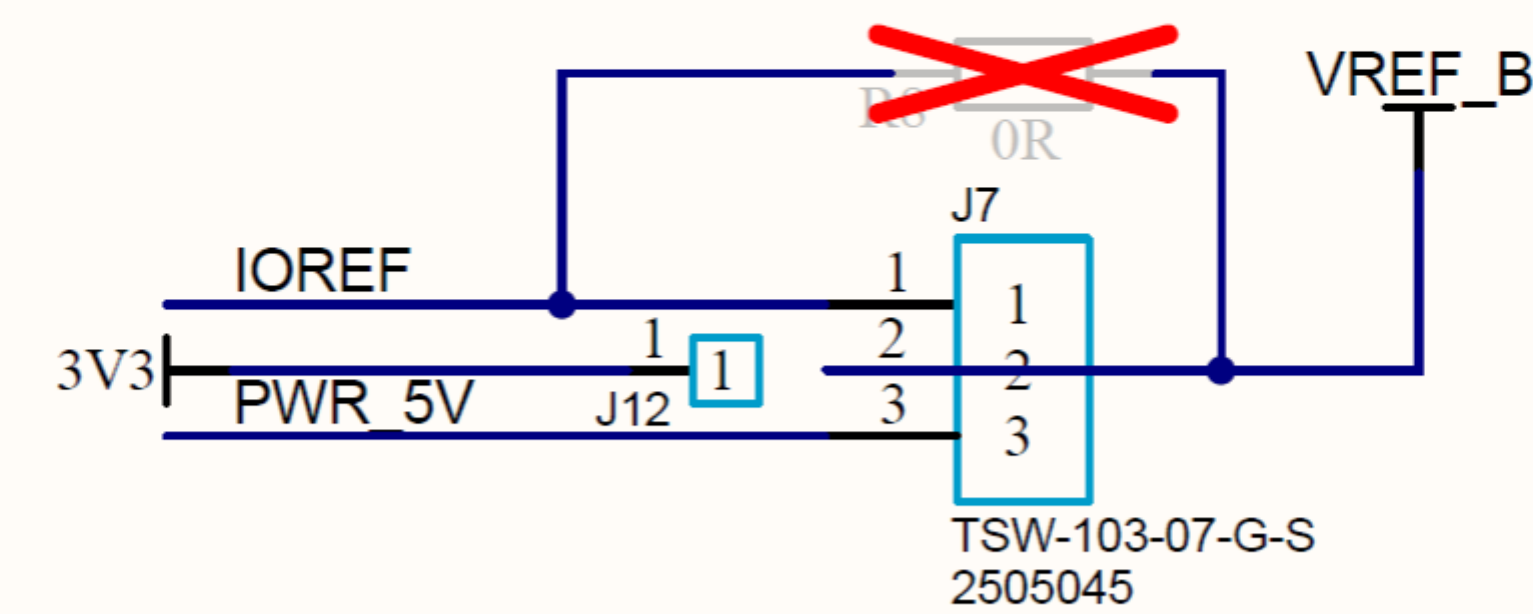 R8
0R
VREF_B
J7
IOREF
1
1
3V3
1
1
2
2
PWR_5V
J12
3
3
TSW-103-07-G-S
2505045